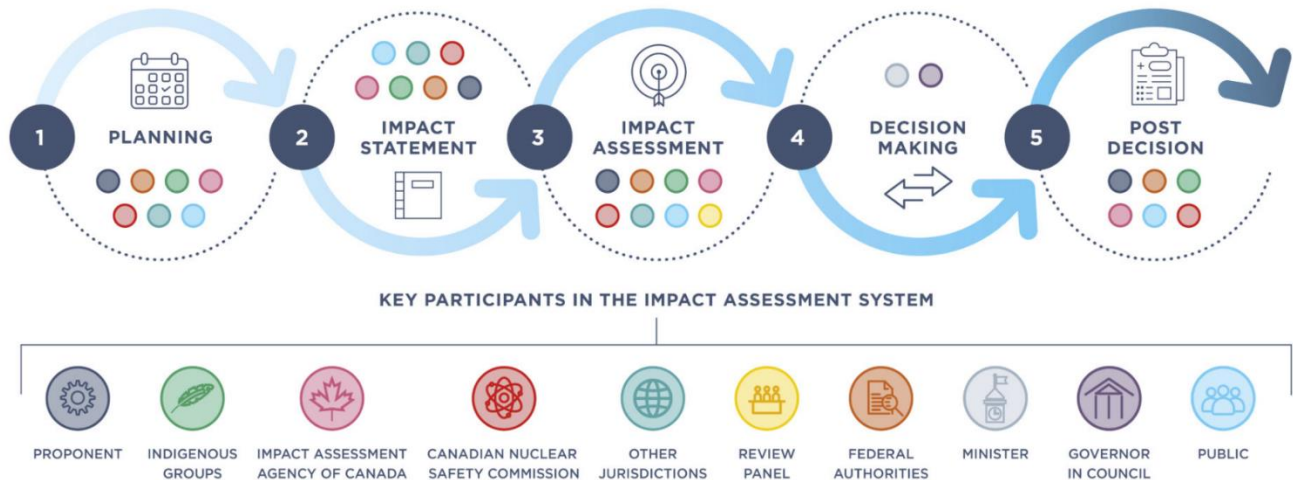 1
PLANNING
2
IMPACT
STATEMENT
3
IMPACT
ASSESSMENT
4
DECISION
MAKING
5
POST
DECISION
KEY PARTICIPANTS IN THE IMPACT ASSESSMENT SYSTEM
PROPONENT
INDIGENOUS
GROUPS
IMPACT ASSESSMENT
AGENCY OF CANADA
CANADIAN NUCLEAR
SAFETY COMMISSION
OTHER
JURISDICTIONS
REVIEW
PANEL
FEDERAL
AUTHORITIES
MINISTER
GOVERNOR
IN COUNCIL
PUBLIC